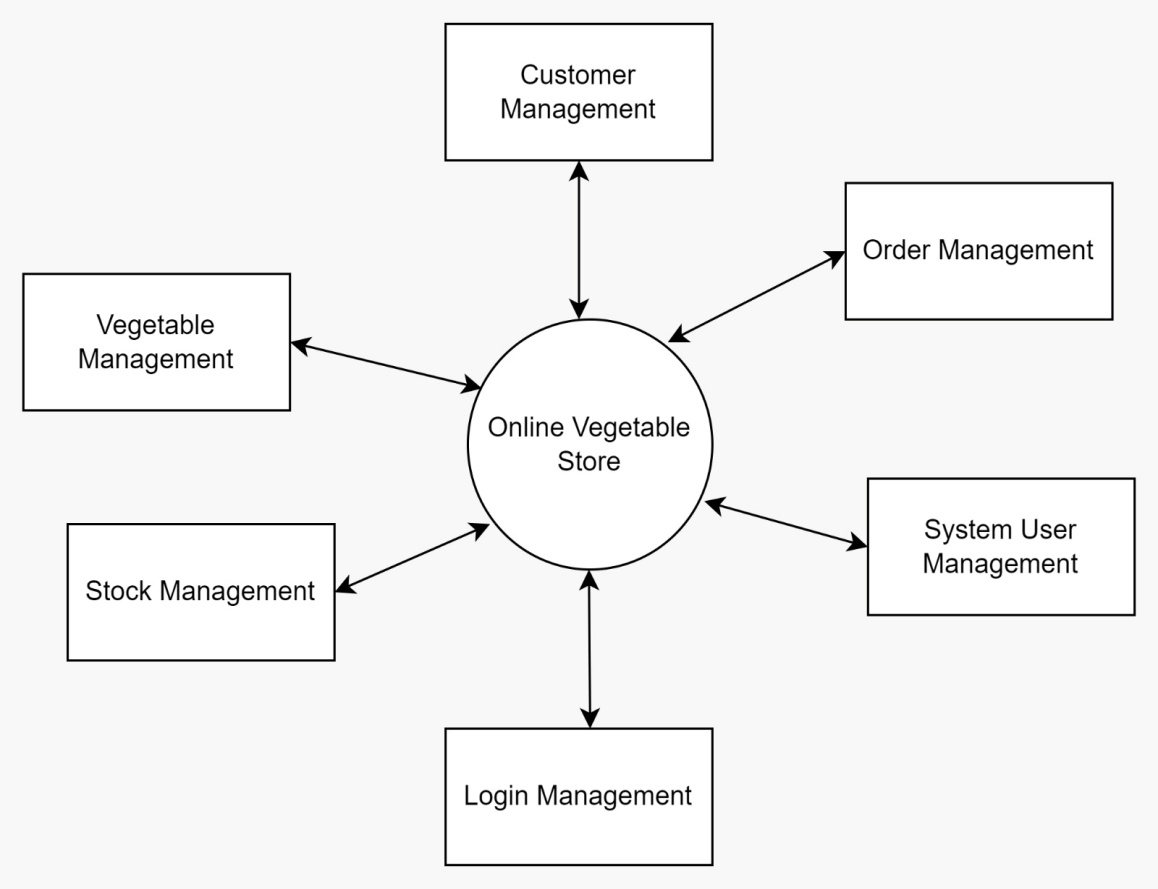 Customer
Management
Order Management
Vegetable
Management
Online Vegetable
Store
System User
Management
Stock Management
Login Management